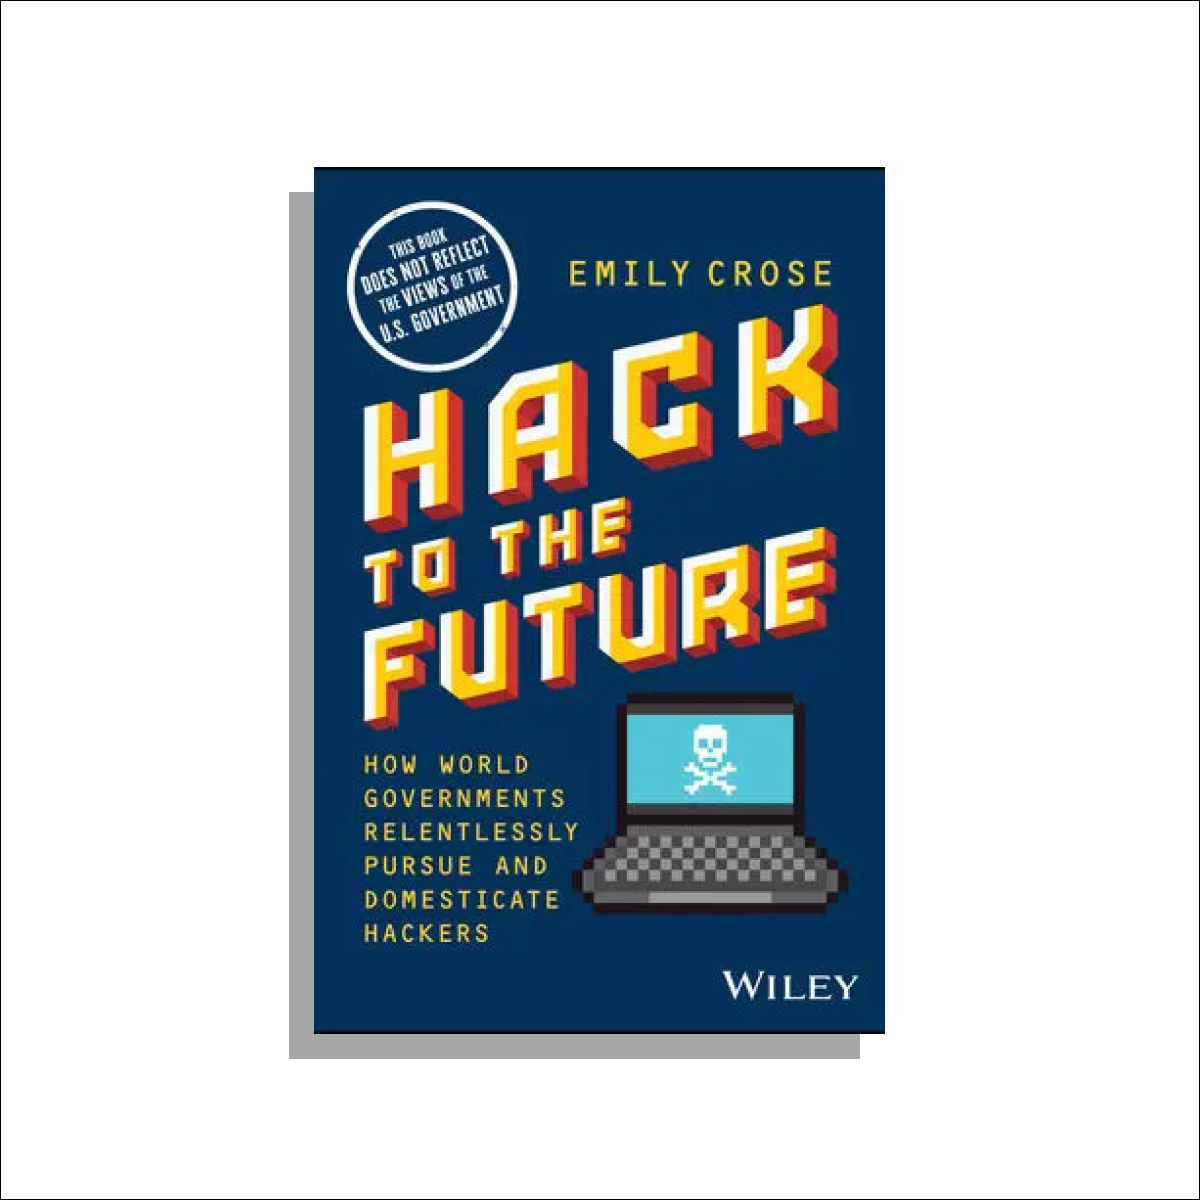 THIS BOOK
DOES NOT REFLECT
THE VIEWS OF THE
U.S. GOVERNMENT
EMILY CROSE
HACK
TO THE
FUTURE
HOW WORLD
GOVERNMENTS
RELENTLESSLY
PURSUE AND
DOMESTICATE
HACKERS
WILEY